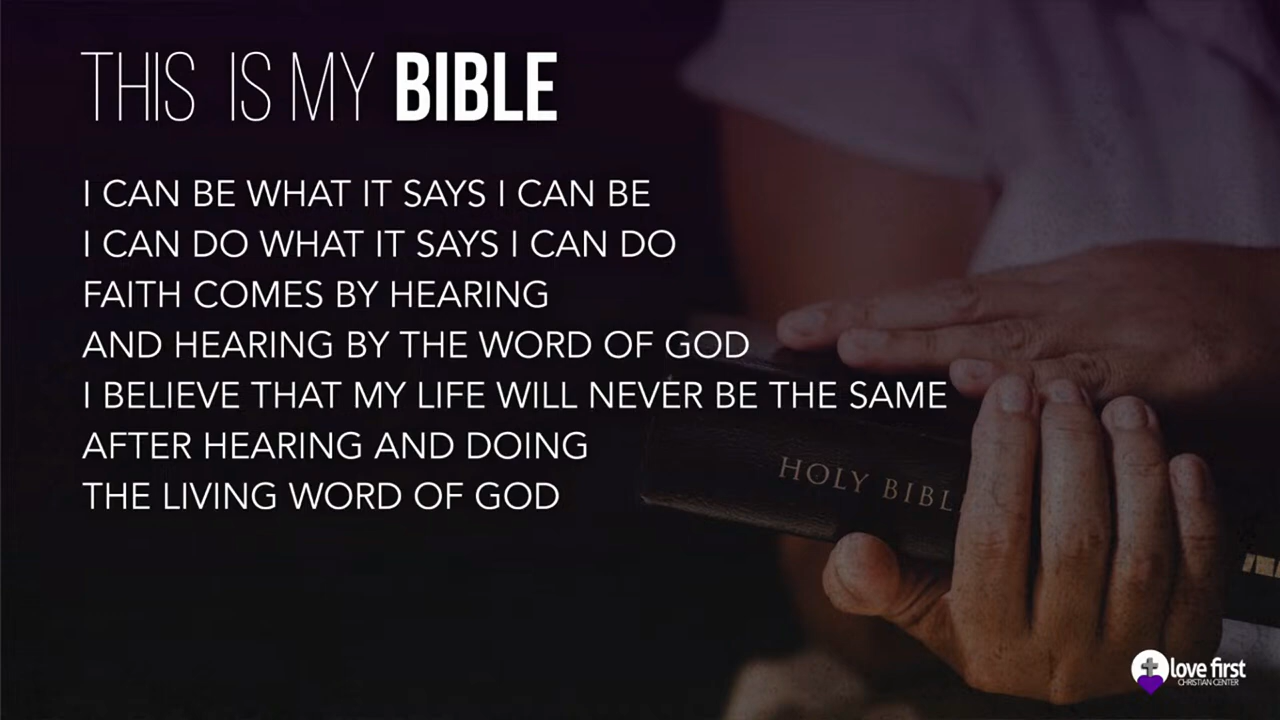 THIS IS MY BIBLE
I CAN BE WHAT IT SAYS I CAN BE
I CAN DO WHAT IT SAYS I CAN DO
FAITH COMES BY HEARING
AND HEARING BY THE WORD OF GOD
I BELIEVE THAT MY LIFE WILL NEVER BE THE SAME
AFTER HEARING AND DOING
THE LIVING WORD OF GOD
HOLY BIBL
love first
CHRISTIAN CENTER